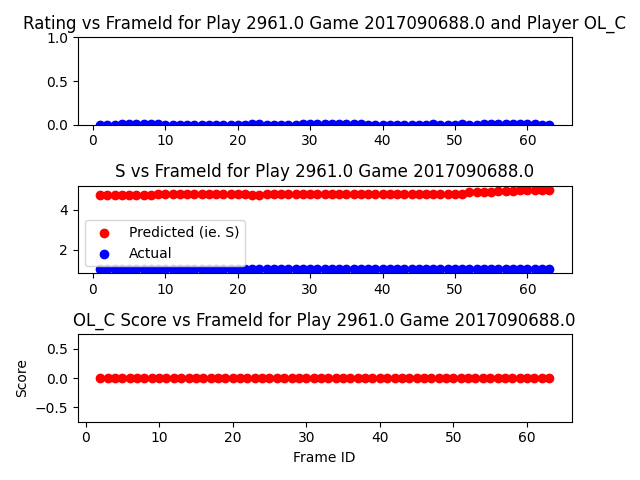 Rating vs FrameId for Play 2961.0 Game 2017090688.0 and Player OL_C
1.0
0.5
0.0
0 10 20 30 40 50 60
S vs FrameId for Play 2961.0 Game 2017090688.0
4
2
Predicted (ie. S)
Actual
0 10 20 30 40 50 60
OL_C Score vs FrameId for Play 2961.0 Game 2017090688.0
Score
0.5
0.0
−0.5
0 10 20 30 40 50 60
Frame ID